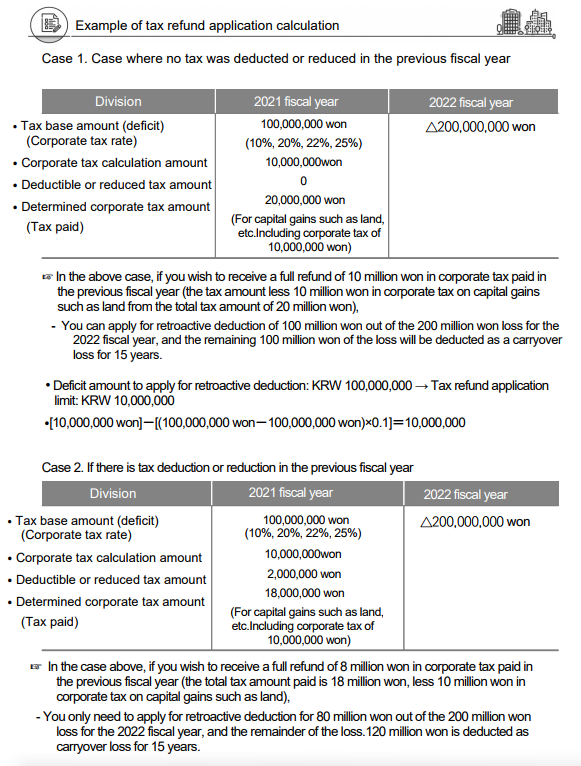 Example of tax refund application calculation
Case 1. Case where no tax was deducted or reduced in the previous fiscal year
Division 2021 fiscal year 2022 fiscal year
• Tax base amount (deficit) 100,000,000 won △200,000,000 won
(Corporate tax rate) (10%, 20%, 22%, 25%)
• Corporate tax calculation amount 10,000,000won
• Deductible or reduced tax amount 0
• Determined corporate tax amount 20,000,000 won
(Tax paid) (For capital gains such as land,
etc.Including corporate tax of
10,000,000 won)
☞ In the above case, if you wish to receive a full refund of 10 million won in corporate tax paid in
the previous fiscal year (the tax amount less 10 million won in corporate tax on capital gains
such as land from the total tax amount of 20 million won),
- You can apply for retroactive deduction of 100 million won out of the 200 million won loss for the
2022 fiscal year, and the remaining 100 million won of the loss will be deducted as a carryover
loss for 15 years.
• Deficit amount to apply for retroactive deduction: KRW 100,000,000 → Tax refund application
limit: KRW 10,000,000
•[10,000,000 won]－[(100,000,000 won－100,000,000 won)×0.1]＝10,000,000
Case 2. If there is tax deduction or reduction in the previous fiscal year
Division 2021 fiscal year 2022 fiscal year
• Tax base amount (deficit) 100,000,000 won △200,000,000 won
(Corporate tax rate) (10%, 20%, 22%, 25%)
• Corporate tax calculation amount 10,000,000won
• Deductible or reduced tax amount 2,000,000 won
• Determined corporate tax amount 18,000,000 won
(Tax paid) (For capital gains such as land,
etc.Including corporate tax of
10,000,000 won)
☞ In the case above, if you wish to receive a full refund of 8 million won in corporate tax paid in
the previous fiscal year (the total tax amount paid is 18 million won, less 10 million won in
corporate tax on capital gains such as land),
- You only need to apply for retroactive deduction for 80 million won out of the 200 million won
loss for the 2022 fiscal year, and the remainder of the loss.120 million won is deducted as
carryover loss for 15 years.